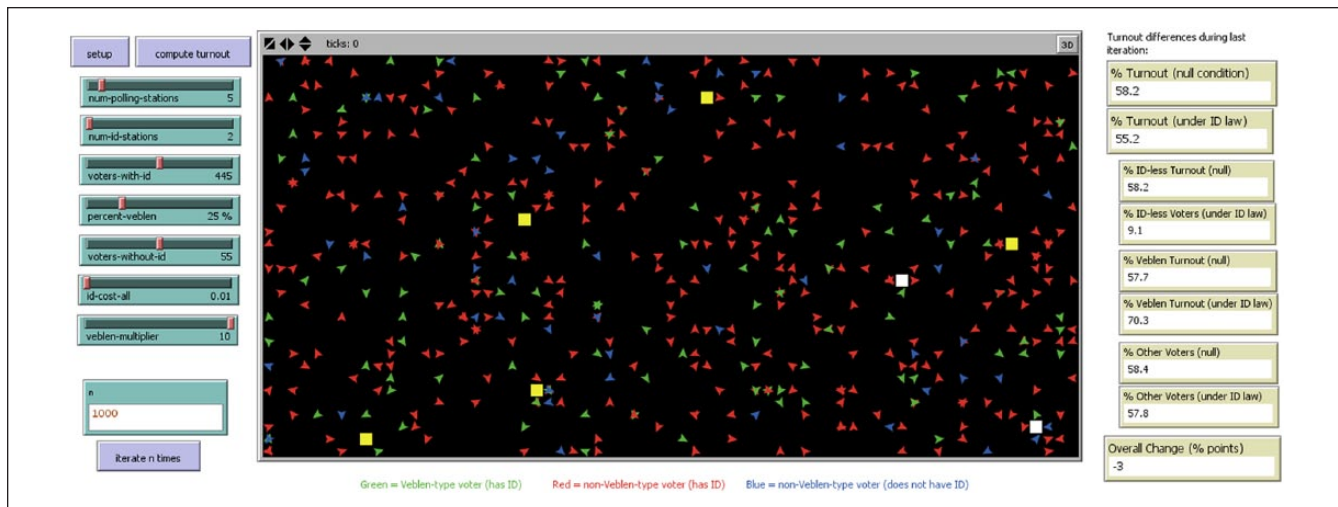 setup
compute turnout
num-polling-stations 5
num-id-stations 2
voters-with-id 445
percent-veblen 25 %
voters-without-id 55
id-cost-all 0.01
veblen-multiplier 10
n
1000
iterate n times
ticks: 0
3D
Green = Veblen-type voter (has ID) Red = non-Veblen-type voter (has ID) Blue = non-Veblen-type voter (does not have ID)
Turnout differences during last
iteration:
% Turnout (null condition)
58.2
% Turnout (under ID law)
55.2
% ID-less Turnout (null)
58.2
% ID-less Voters (under ID law)
9.1
% Veblen Turnout (null)
57.7
% Veblen Turnout (under ID law)
70.3
% Other Voters (null)
58.4
% Other Voters (under ID law)
57.8
Overall Change (% points)
-3